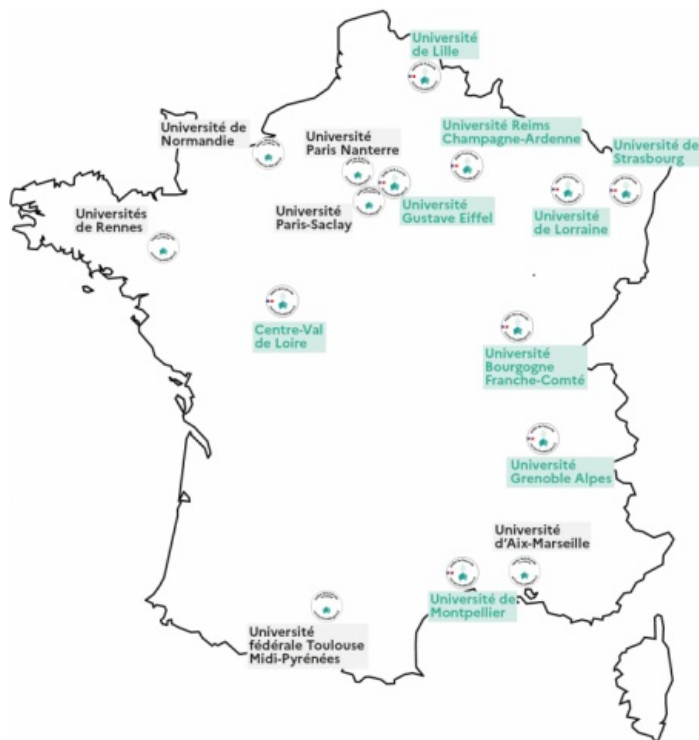 Université
de Lille
Université de
Normandie
Université
Paris Nanterre
Université Reims
Champagne-Ardenne
Université de
Strasbourg
Universités
de Rennes
Université
Paris-Saclay
Université
Gustave Eiffel
Université
de Lorraine
Centre-Val
de Loire
Université
Bourgogne
Franche-Comté
Université
Grenoble Alpes
Université
d'Aix-Marseille
Université de
Montpellier
Université
fédérale Toulouse
Midi-Pyrénées